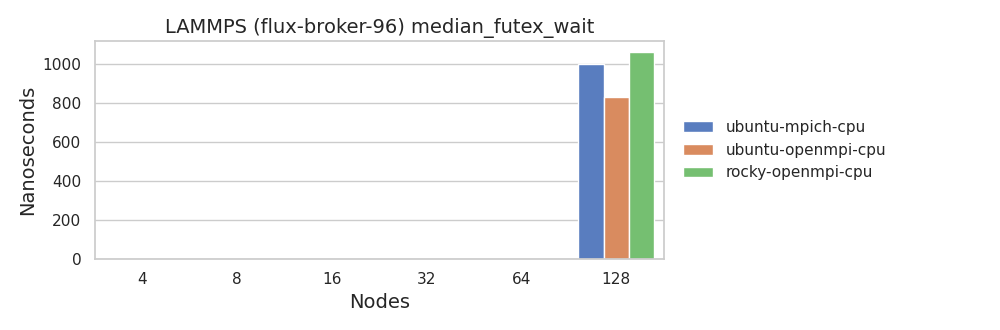 LAMMPS (flux-broker-96) median_futex_wait
Nanoseconds
1000
800
600
400
200
0
4 8 16 32 64 128
Nodes
ubuntu-mpich-cpu
ubuntu-openmpi-cpu
rocky-openmpi-cpu